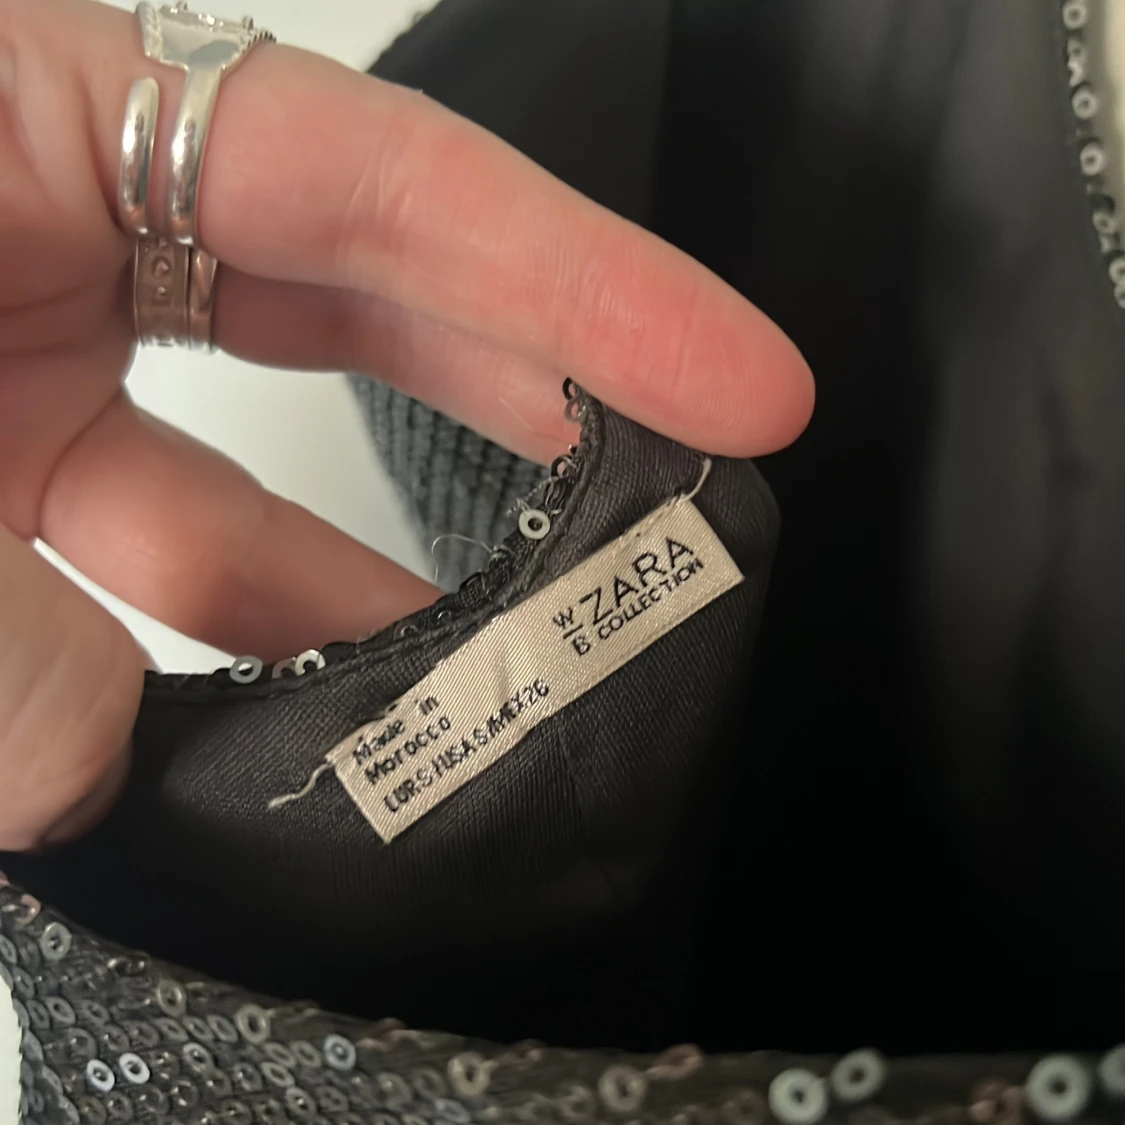 W
B
ZARA
COLLECTION
Made in
Morocco
EUR S / USA S / MEX 26